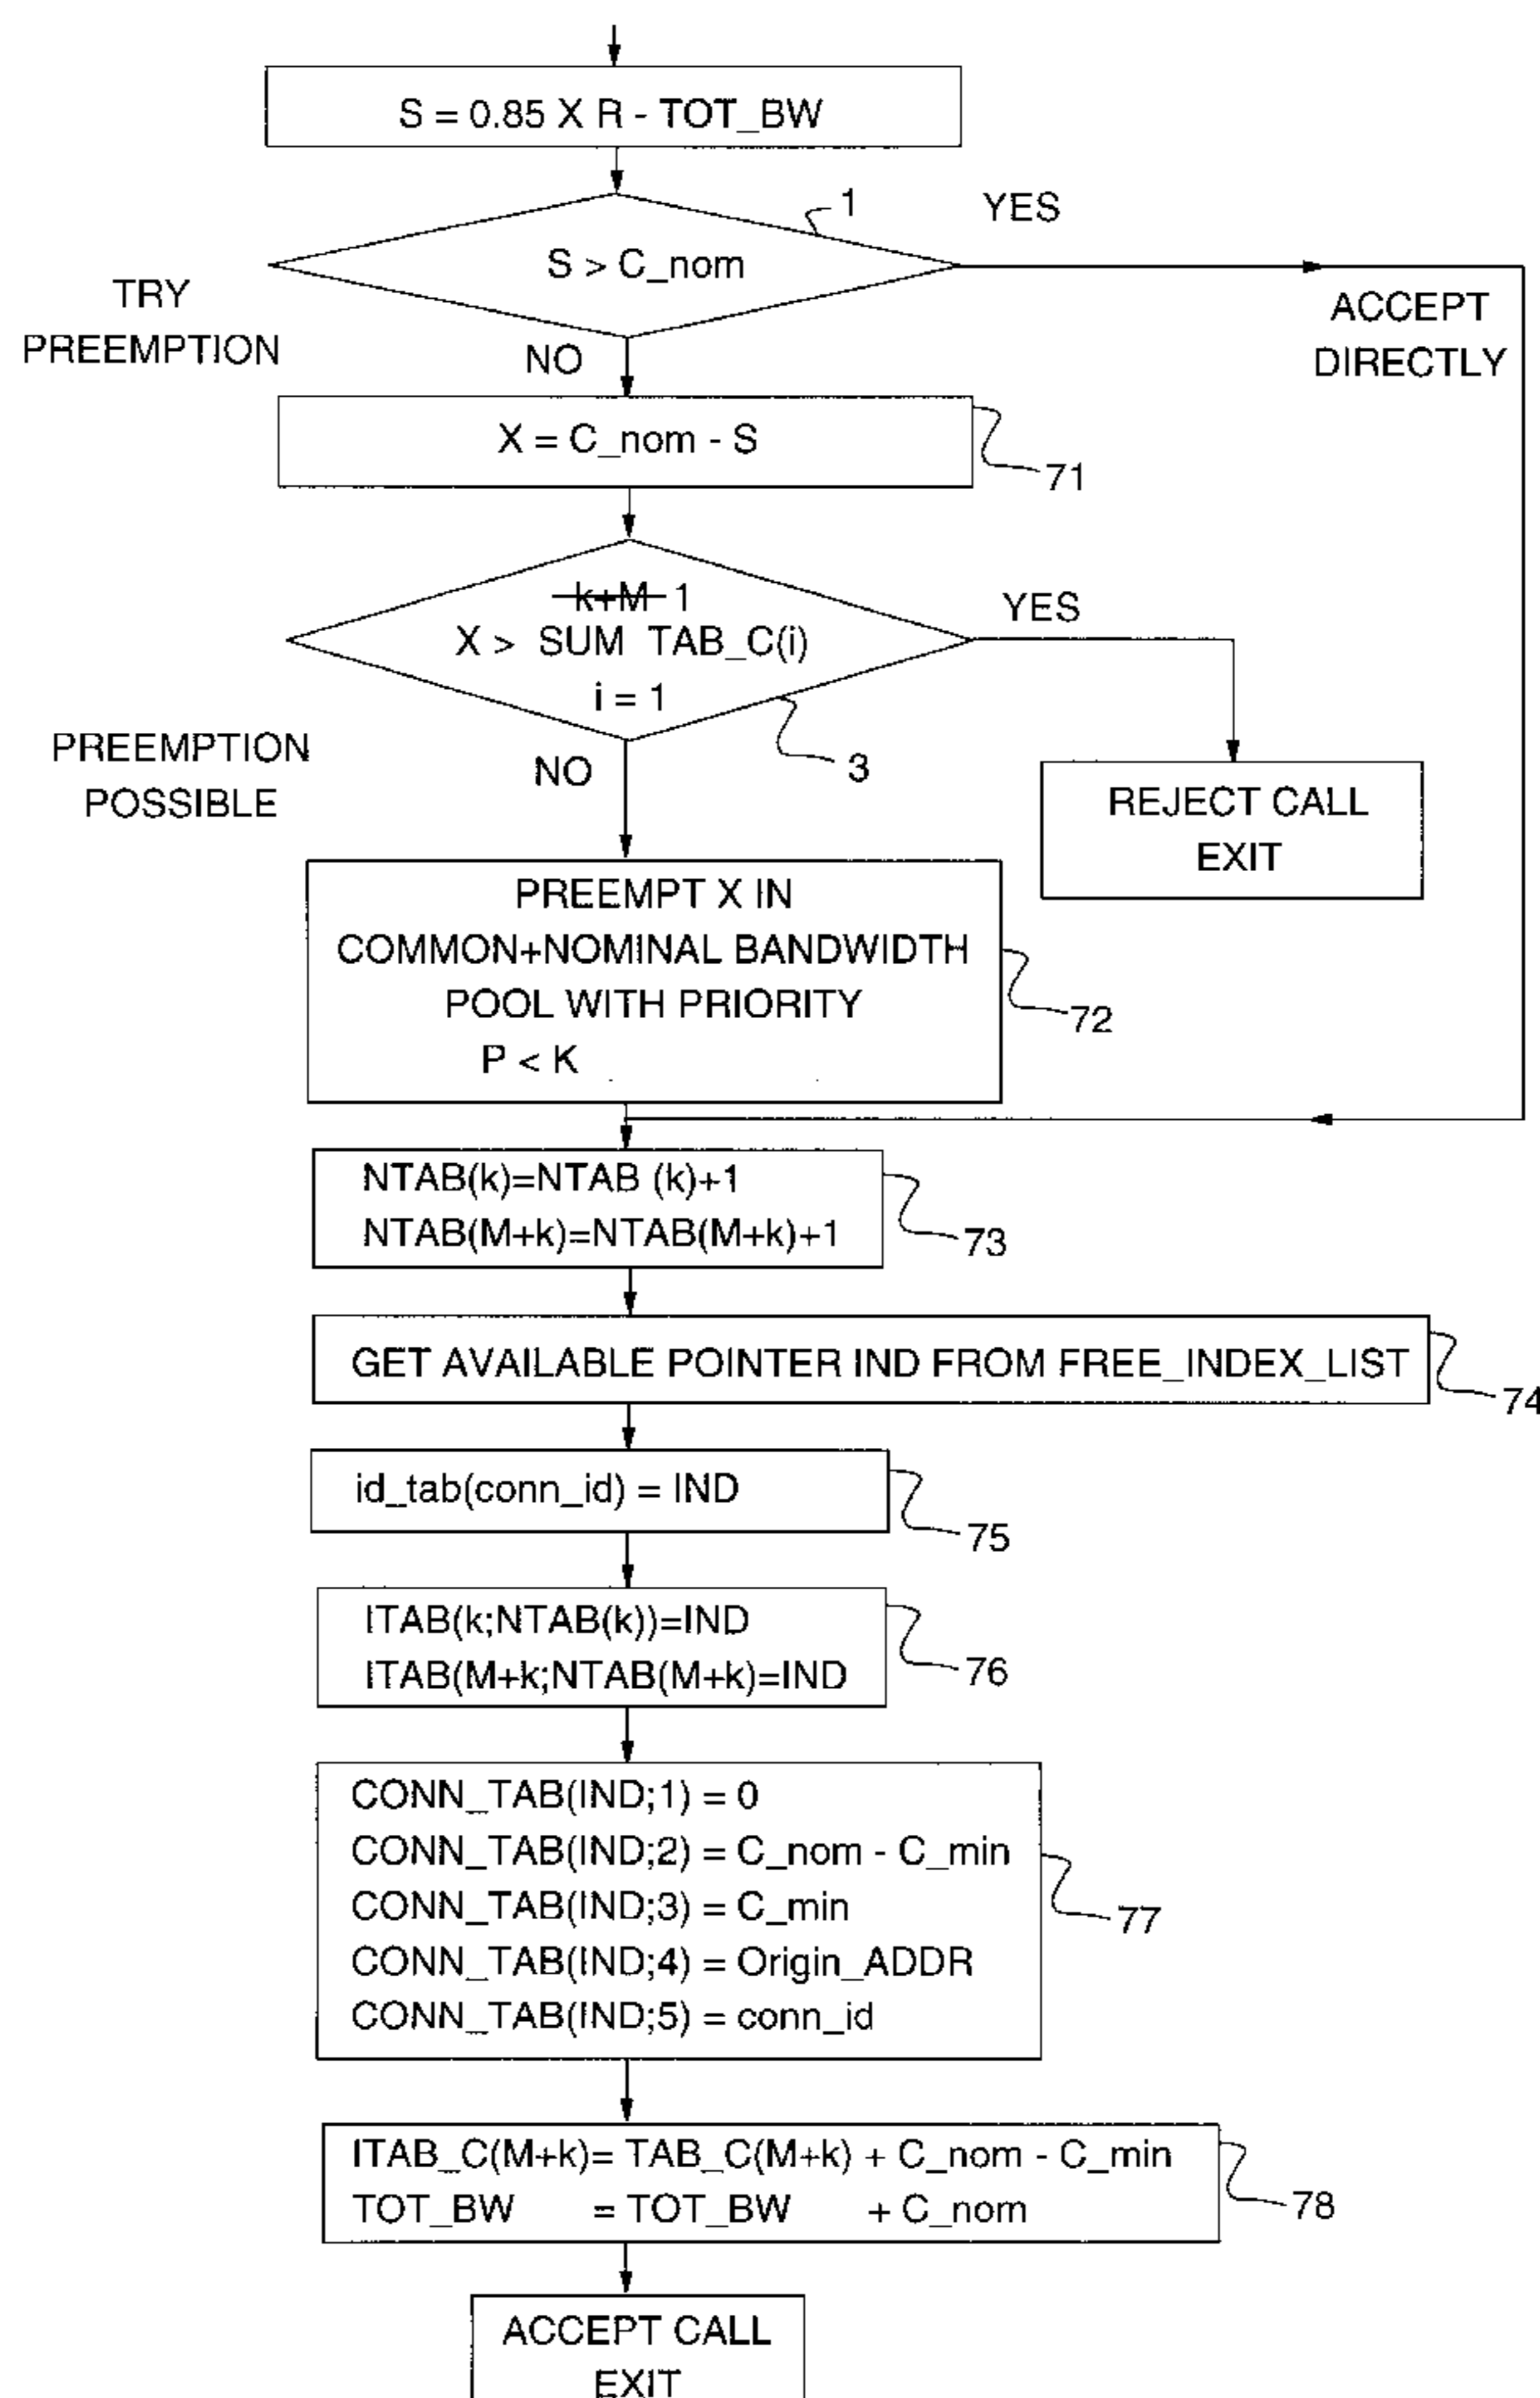 S = 0.85 X R - TOT_BW
1
YES
S > C_nom
TRY
PREEMPTION
ACCEPT
DIRECTLY
NO
X = C_nom - S
71
k+M- 1
X > SUM TAB_C(i)
i = 1
YES
3
PREEMPTION
POSSIBLE
NO
REJECT CALL
EXIT
PREEMPT X IN
COMMON+NOMINAL BANDWIDTH
POOL WITH PRIORITY
P < K
72
NTAB(k)=NTAB (k)+1
NTAB(M+k)=NTAB(M+k)+1
73
GET AVAILABLE POINTER IND FROM FREE_INDEX_LIST
74
id_tab(conn_id) = IND
75
ITAB(k;NTAB(k))=IND
ITAB(M+k;NTAB(M+k)=IND
76
CONN_TAB(IND;1) = 0
CONN_TAB(IND;2) = C_nom - C_min
CONN_TAB(IND;3) = C_min
CONN_TAB(IND;4) = Origin_ADDR
CONN_TAB(IND;5) = conn_id
77
ITAB_C(M+k)= TAB_C(M+k) + C_nom - C_min
TOT_BW = TOT_BW + C_nom
78
ACCEPT CALL
EXIT